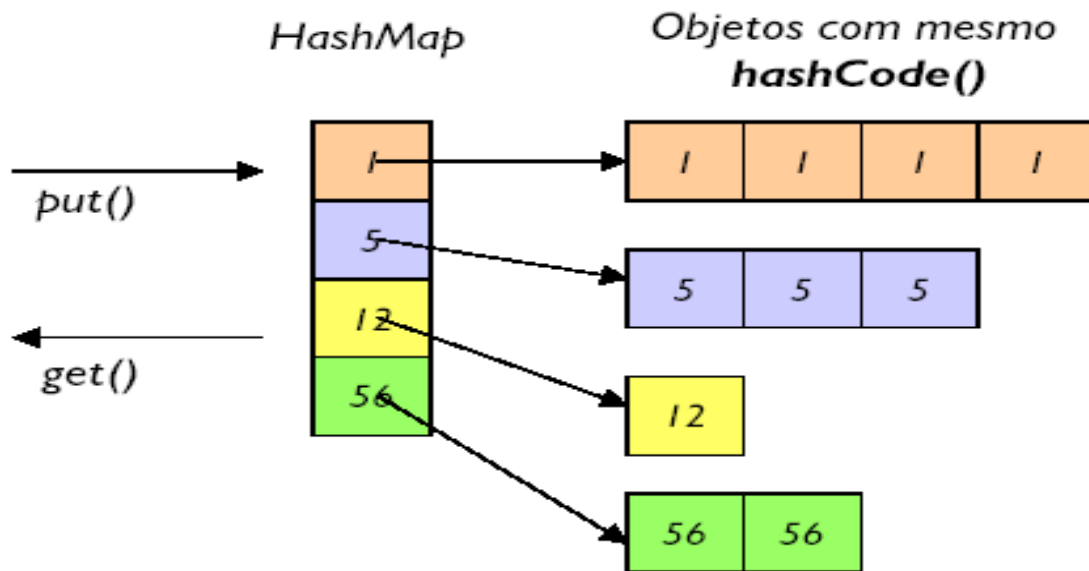 HashMap
Objetos com mesmo
hashCode()
put()
get()
1
5
12
56
1 1 1 1
5 5 5
12
56 56